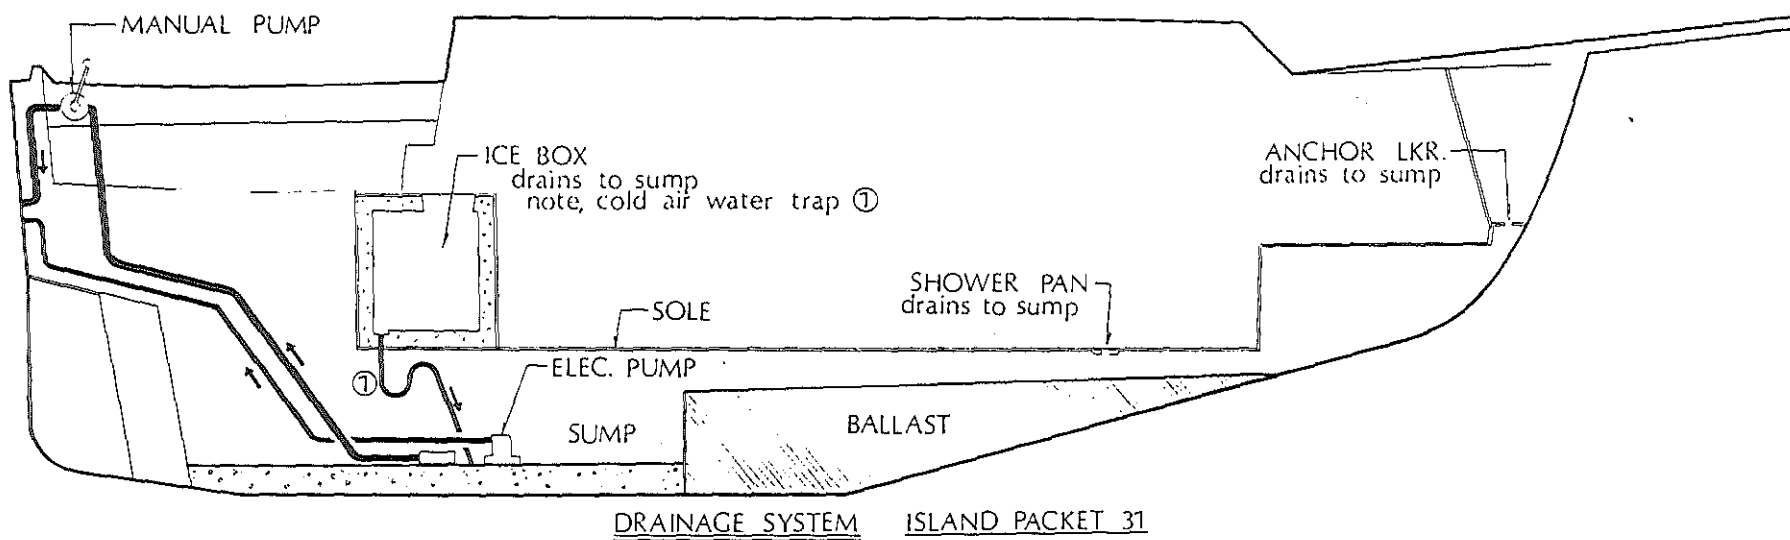 MANUAL PUMP
ICE BOX
drains to sump
note, cold air water trap ①
ANCHOR LKR.
drains to sump
SHOWER PAN
drains to sump
SOLE
①
ELEC. PUMP
SUMP
BALLAST
DRAINAGE SYSTEM ISLAND PACKET 31